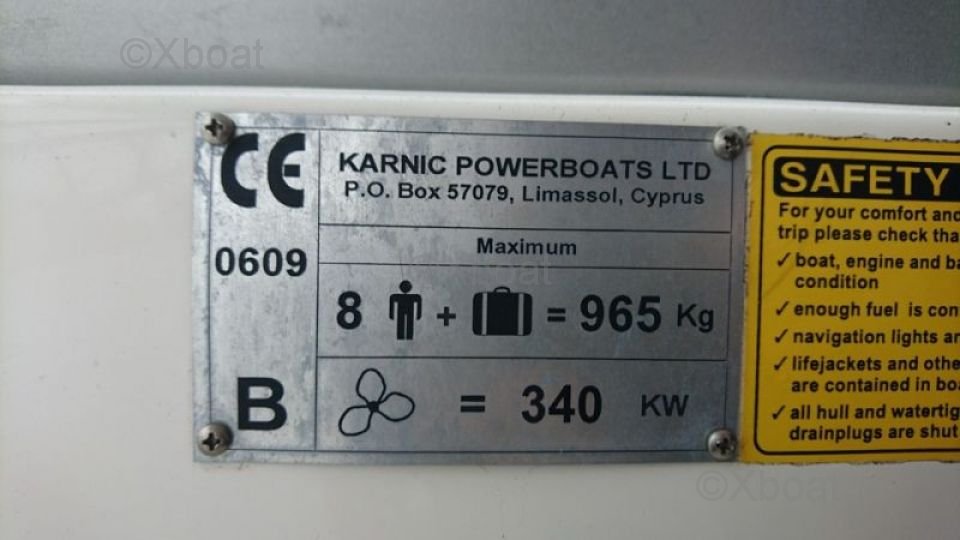 ©Xboat
CE
KARNIC POWERBOATS LTD
P.O. Box 57079, Limassol, Cyprus
0609
Maximum
8 + = 965 Kg
B
= 340 KW
SAFETY
For your comfort and
trip please check tha
✓ boat, engine and ba
condition
✓ enough fuel is con
✓ navigation lights ar
✓ lifejackets and othe
are contained in boa
✓ all hull and watertig
drainplugs are shut
©Xboat